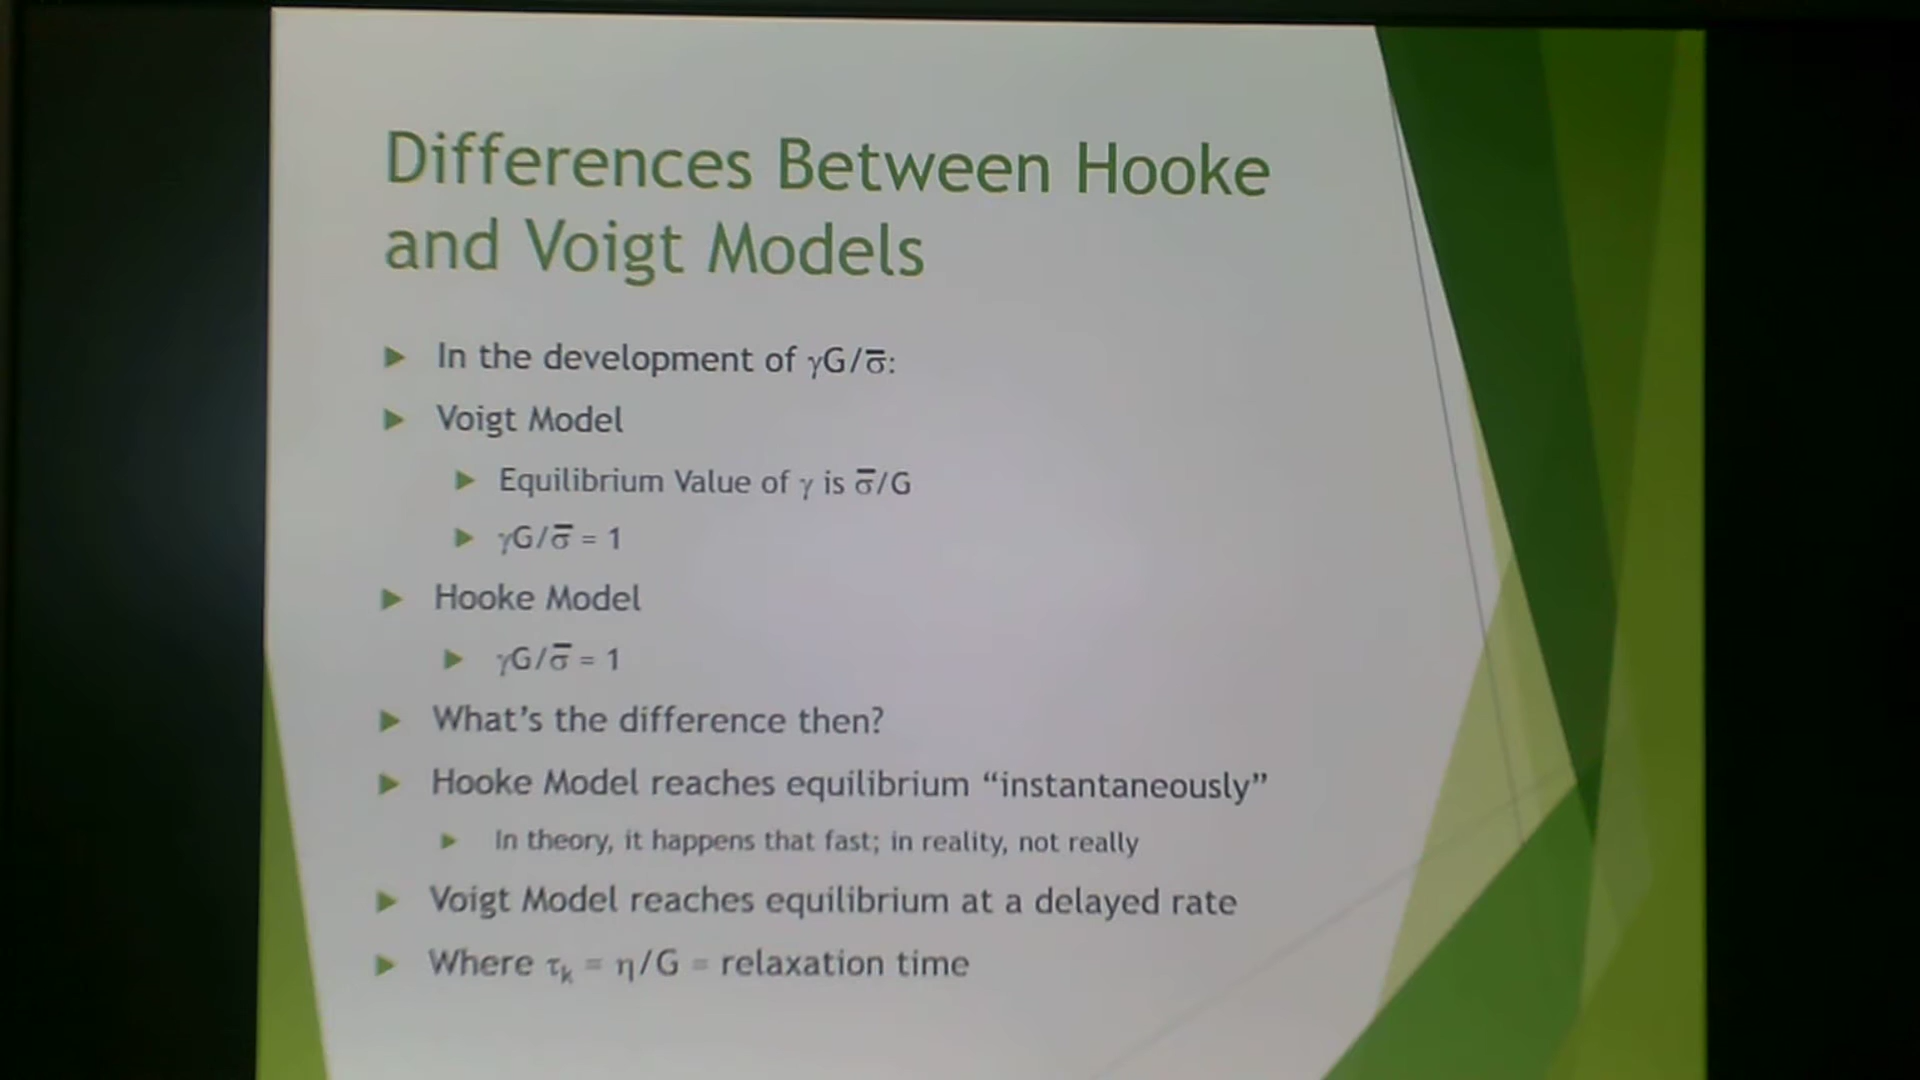 Differences Between Hooke
and Voigt Models
In the development of γG/σ̅:
Voigt Model
Equilibrium Value of γ is σ̅/G
γG/σ̅ = 1
Hooke Model
γG/σ̅ = 1
What’s the difference then?
Hooke Model reaches equilibrium “instantaneously”
In theory, it happens that fast; in reality, not really
Voigt Model reaches equilibrium at a delayed rate
Where τₖ = η/G = relaxation time